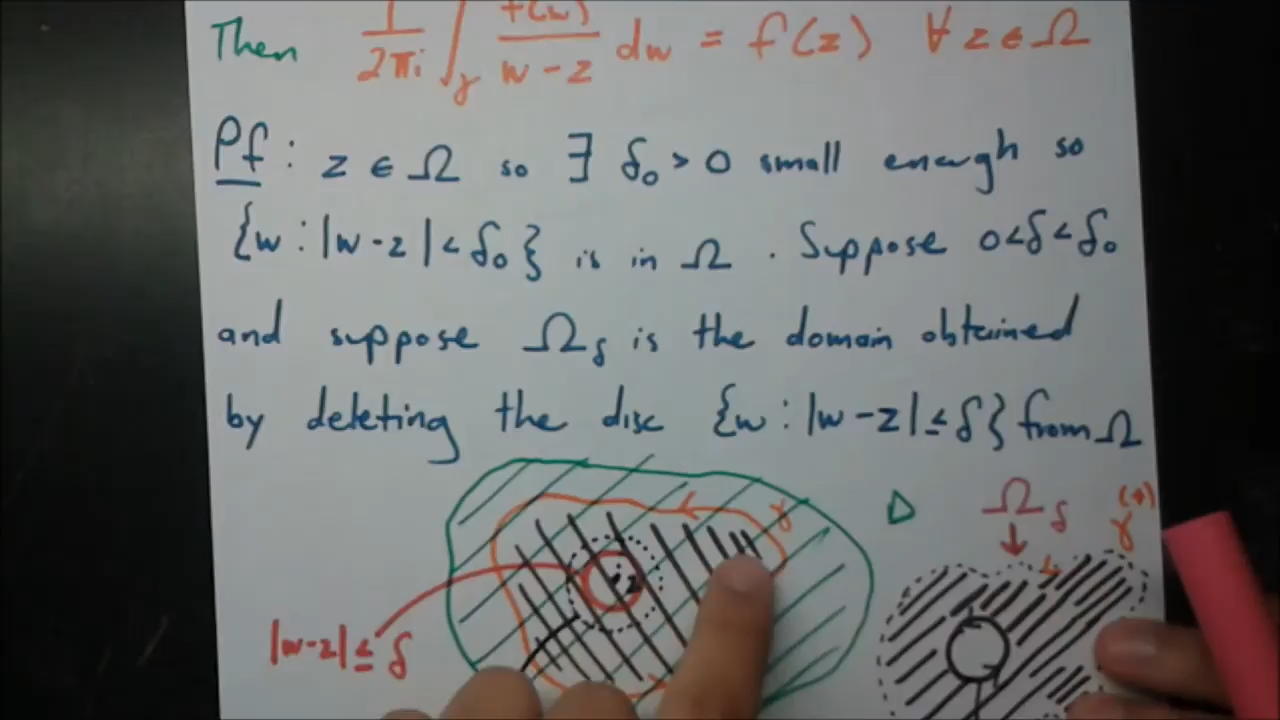 Then 1/2πi ∫_γ f(w)/w-z dw = f(z) ∀ z ∈ Ω
Pf: z ∈ Ω so ∃ δ₀ > 0 small enough so
{w : |w-z| < δ₀} is in Ω. Suppose 0<δ<δ₀
and suppose Ω_δ is the domain obtained
by deleting the disc {w : |w-z| ≤ δ} from Ω
γ
D
Ω_δ
z
|w-z| ≤ δ